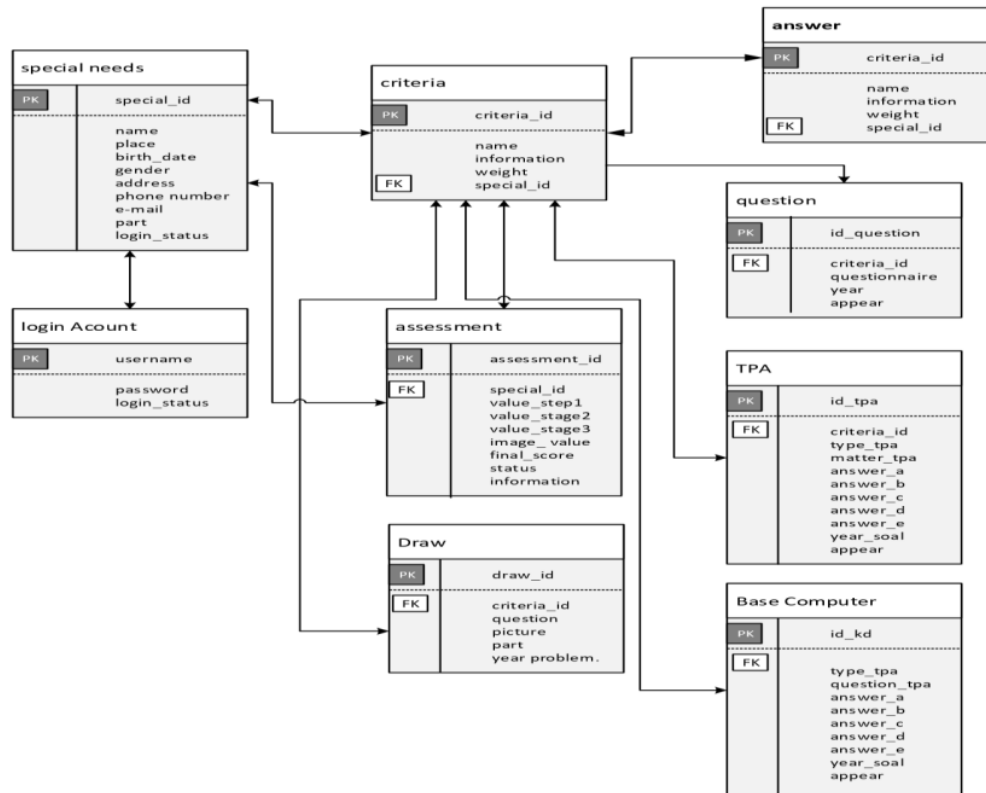 special needs
PK special_id
name
place
birth_date
gender
address
phone number
e-mail
part
login_status
criteria
PK criteria_id
name
information
weight
FK special_id
answer
PK criteria_id
name
information
weight
FK special_id
question
PK id_question
FK criteria_id
questionnaire
year
appear
login Acount
PK username
password
login_status
assessment
PK assessment_id
FK special_id
value_step1
value_stage2
value_stage3
image_ value
final_score
status
information
TPA
PK id_tpa
FK criteria_id
type_tpa
matter_tpa
answer_a
answer_b
answer_c
answer_d
answer_e
year_soal
appear
Draw
PK draw_id
FK criteria_id
question
picture
part
year problem.
Base Computer
PK id_kd
FK
type_tpa
question_tpa
answer_a
answer_b
answer_c
answer_d
answer_e
year_soal
appear